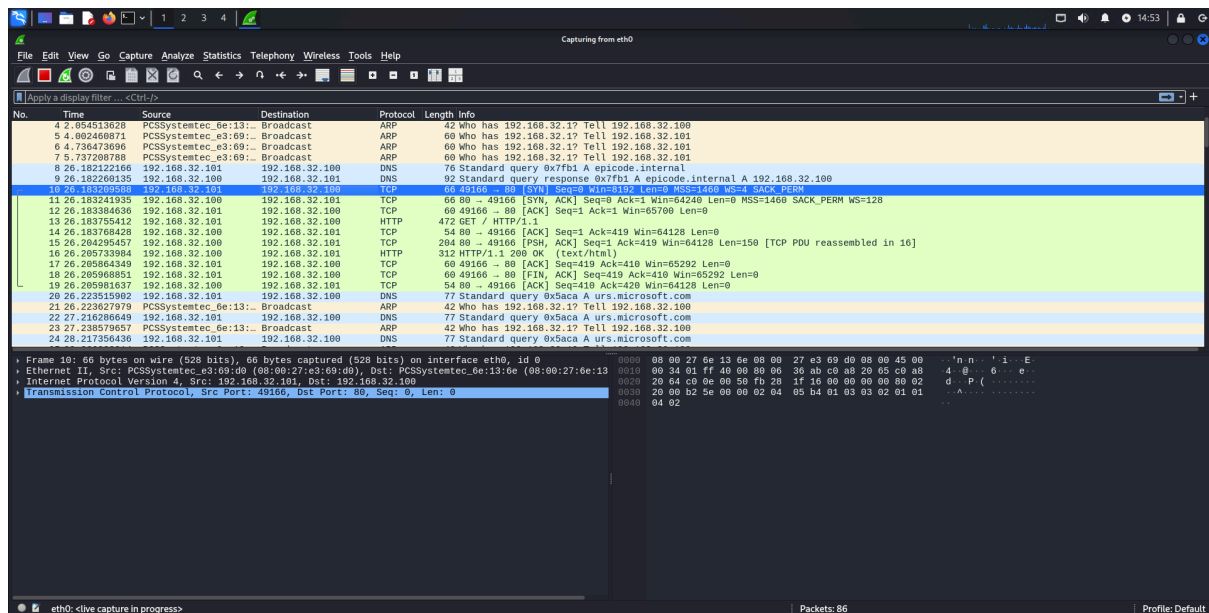 1 2 3 4
14:53
Capturing from eth0
File Edit View Go Capture Analyze Statistics Telephony Wireless Tools Help
Apply a display filter … <Ctrl-/>
No. Time Source Destination Protocol Length Info
4 2.054513628 PCSSystemtec_6e:13:… Broadcast ARP 42 Who has 192.168.32.1? Tell 192.168.32.100
5 4.002460871 PCSSystemtec_e3:69:… Broadcast ARP 60 Who has 192.168.32.1? Tell 192.168.32.101
6 4.736473696 PCSSystemtec_e3:69:… Broadcast ARP 60 Who has 192.168.32.1? Tell 192.168.32.101
7 5.737208788 PCSSystemtec_e3:69:… Broadcast ARP 60 Who has 192.168.32.1? Tell 192.168.32.101
8 26.182122166 192.168.32.101 192.168.32.100 DNS 76 Standard query 0x7fb1 A epicode.internal
9 26.182260135 192.168.32.100 192.168.32.101 DNS 92 Standard query response 0x7fb1 A epicode.internal A 192.168.32.100
10 26.183209588 192.168.32.101 192.168.32.100 TCP 66 49166 → 80 [SYN] Seq=0 Win=8192 Len=0 MSS=1460 WS=4 SACK_PERM
11 26.183241935 192.168.32.100 192.168.32.101 TCP 66 80 → 49166 [SYN, ACK] Seq=0 Ack=1 Win=64240 Len=0 MSS=1460 SACK_PERM WS=128
12 26.183384636 192.168.32.101 192.168.32.100 TCP 60 49166 → 80 [ACK] Seq=1 Ack=1 Win=65700 Len=0
13 26.183755412 192.168.32.101 192.168.32.100 HTTP 472 GET / HTTP/1.1
14 26.183768428 192.168.32.100 192.168.32.101 TCP 54 80 → 49166 [ACK] Seq=1 Ack=419 Win=64128 Len=0
15 26.204295457 192.168.32.100 192.168.32.101 TCP 204 80 → 49166 [PSH, ACK] Seq=1 Ack=419 Win=64128 Len=150 [TCP PDU reassembled in 16]
16 26.205733984 192.168.32.100 192.168.32.101 HTTP 312 HTTP/1.1 200 OK (text/html)
17 26.205864349 192.168.32.101 192.168.32.100 TCP 60 49166 → 80 [ACK] Seq=419 Ack=410 Win=65292 Len=0
18 26.205968851 192.168.32.101 192.168.32.100 TCP 60 49166 → 80 [FIN, ACK] Seq=419 Ack=410 Win=65292 Len=0
19 26.205981637 192.168.32.100 192.168.32.101 TCP 54 80 → 49166 [ACK] Seq=410 Ack=420 Win=64128 Len=0
20 26.223515902 192.168.32.101 192.168.32.100 DNS 77 Standard query 0x5aca A urs.microsoft.com
21 26.223627979 PCSSystemtec_6e:13:… Broadcast ARP 42 Who has 192.168.32.1? Tell 192.168.32.100
22 27.216286649 192.168.32.101 192.168.32.100 DNS 77 Standard query 0x5aca A urs.microsoft.com
23 27.238579657 PCSSystemtec_6e:13:… Broadcast ARP 42 Who has 192.168.32.1? Tell 192.168.32.100
24 28.217356436 192.168.32.101 192.168.32.100 DNS 77 Standard query 0x5aca A urs.microsoft.com
Frame 10: 66 bytes on wire (528 bits), 66 bytes captured (528 bits) on interface eth0, id 0
Ethernet II, Src: PCSSystemtec_e3:69:d0 (08:00:27:e3:69:d0), Dst: PCSSystemtec_6e:13:6e (08:00:27:6e:13
Internet Protocol Version 4, Src: 192.168.32.101, Dst: 192.168.32.100
Transmission Control Protocol, Src Port: 49166, Dst Port: 80, Seq: 0, Len: 0
0000 08 00 27 6e 13 6e 08 00 27 e3 69 d0 08 00 45 00 ··'n·n·· '·i···E·
0010 00 34 01 ff 40 00 80 06 36 ab c0 a8 20 65 c0 a8 ·4··@··· 6··· e··
0020 20 64 c0 0e 00 50 fb 28 1f 16 00 00 00 00 80 02 d···P·( ········
0030 20 00 b2 5e 00 00 02 04 05 b4 01 03 03 02 01 01 ··^···· ········
0040 04 02 ··
eth0: <live capture in progress>
Packets: 86
Profile: Default